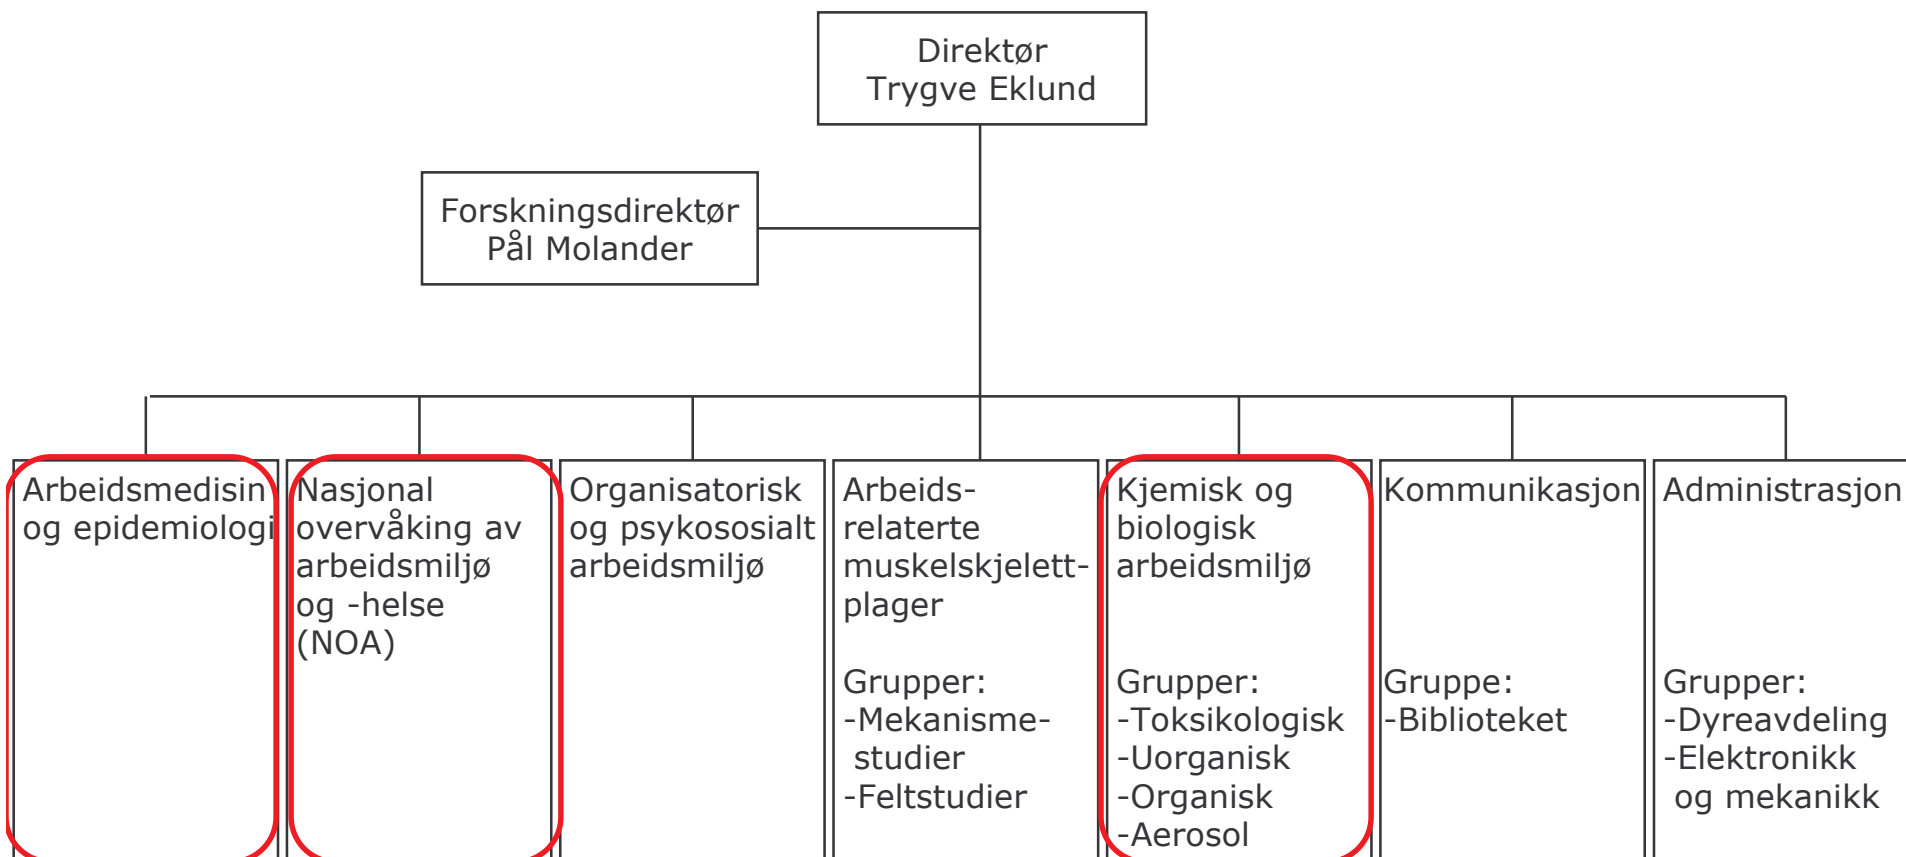 Direktør
Trygve Eklund
Forskningsdirektør
Pål Molander
Arbeidsmedisin
og epidemiologi
Nasjonal
overvåking av
arbeidsmiljø
og -helse
(NOA)
Organisatorisk
og psykososialt
arbeidsmiljø
Arbeids-
relaterte
muskelskjelett-
plager
Grupper:
-Mekanisme-
studier
-Feltstudier
Kjemisk og
biologisk
arbeidsmiljø
Grupper:
-Toksikologisk
-Uorganisk
-Organisk
-Aerosol
Kommunikasjon
Gruppe:
-Biblioteket
Administrasjon
Grupper:
-Dyreavdeling
-Elektronikk
og mekanikk